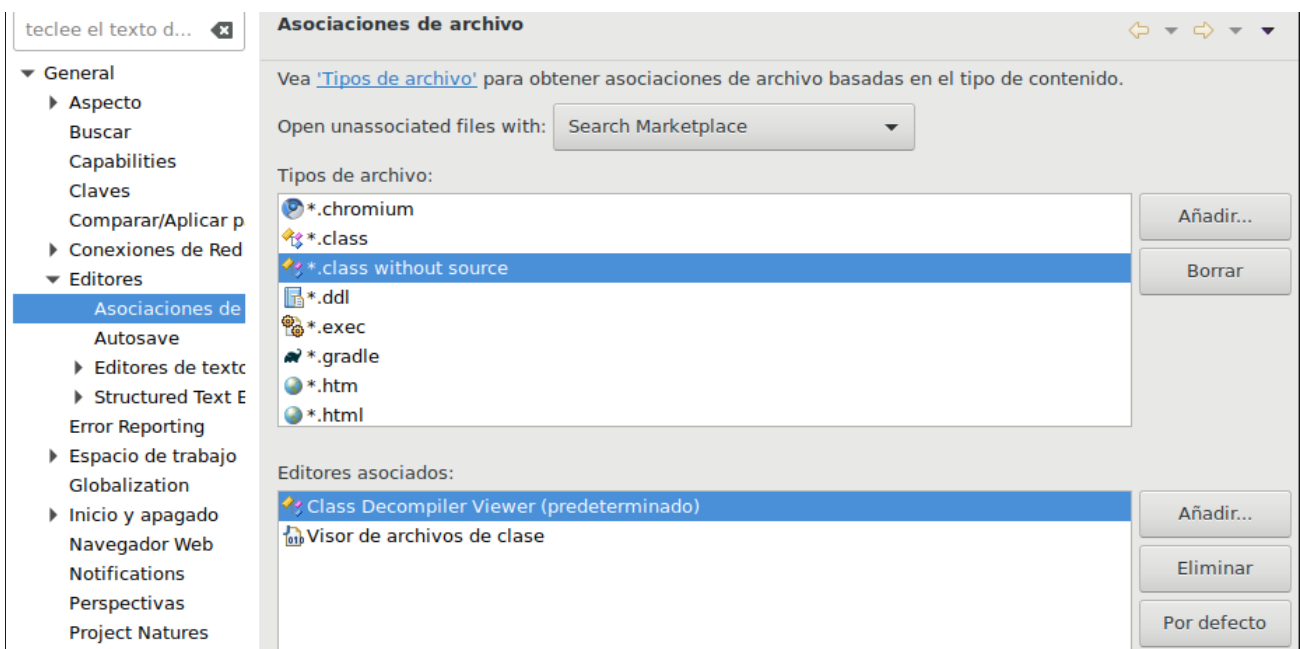 teclee el texto d...
General
Aspecto
Buscar
Capabilities
Claves
Comparar/Aplicar p
Conexiones de Red
Editores
Asociaciones de
Autosave
Editores de texto
Structured Text E
Error Reporting
Espacio de trabajo
Globalization
Inicio y apagado
Navegador Web
Notifications
Perspectivas
Project Natures
Asociaciones de archivo
Vea 'Tipos de archivo' para obtener asociaciones de archivo basadas en el tipo de contenido.
Open unassociated files with: Search Marketplace
Tipos de archivo:
*.chromium
*.class
*.class without source
*.ddl
*.exec
*.gradle
*.htm
*.html
Añadir...
Borrar
Editores asociados:
Class Decompiler Viewer (predeterminado)
Visor de archivos de clase
Añadir...
Eliminar
Por defecto